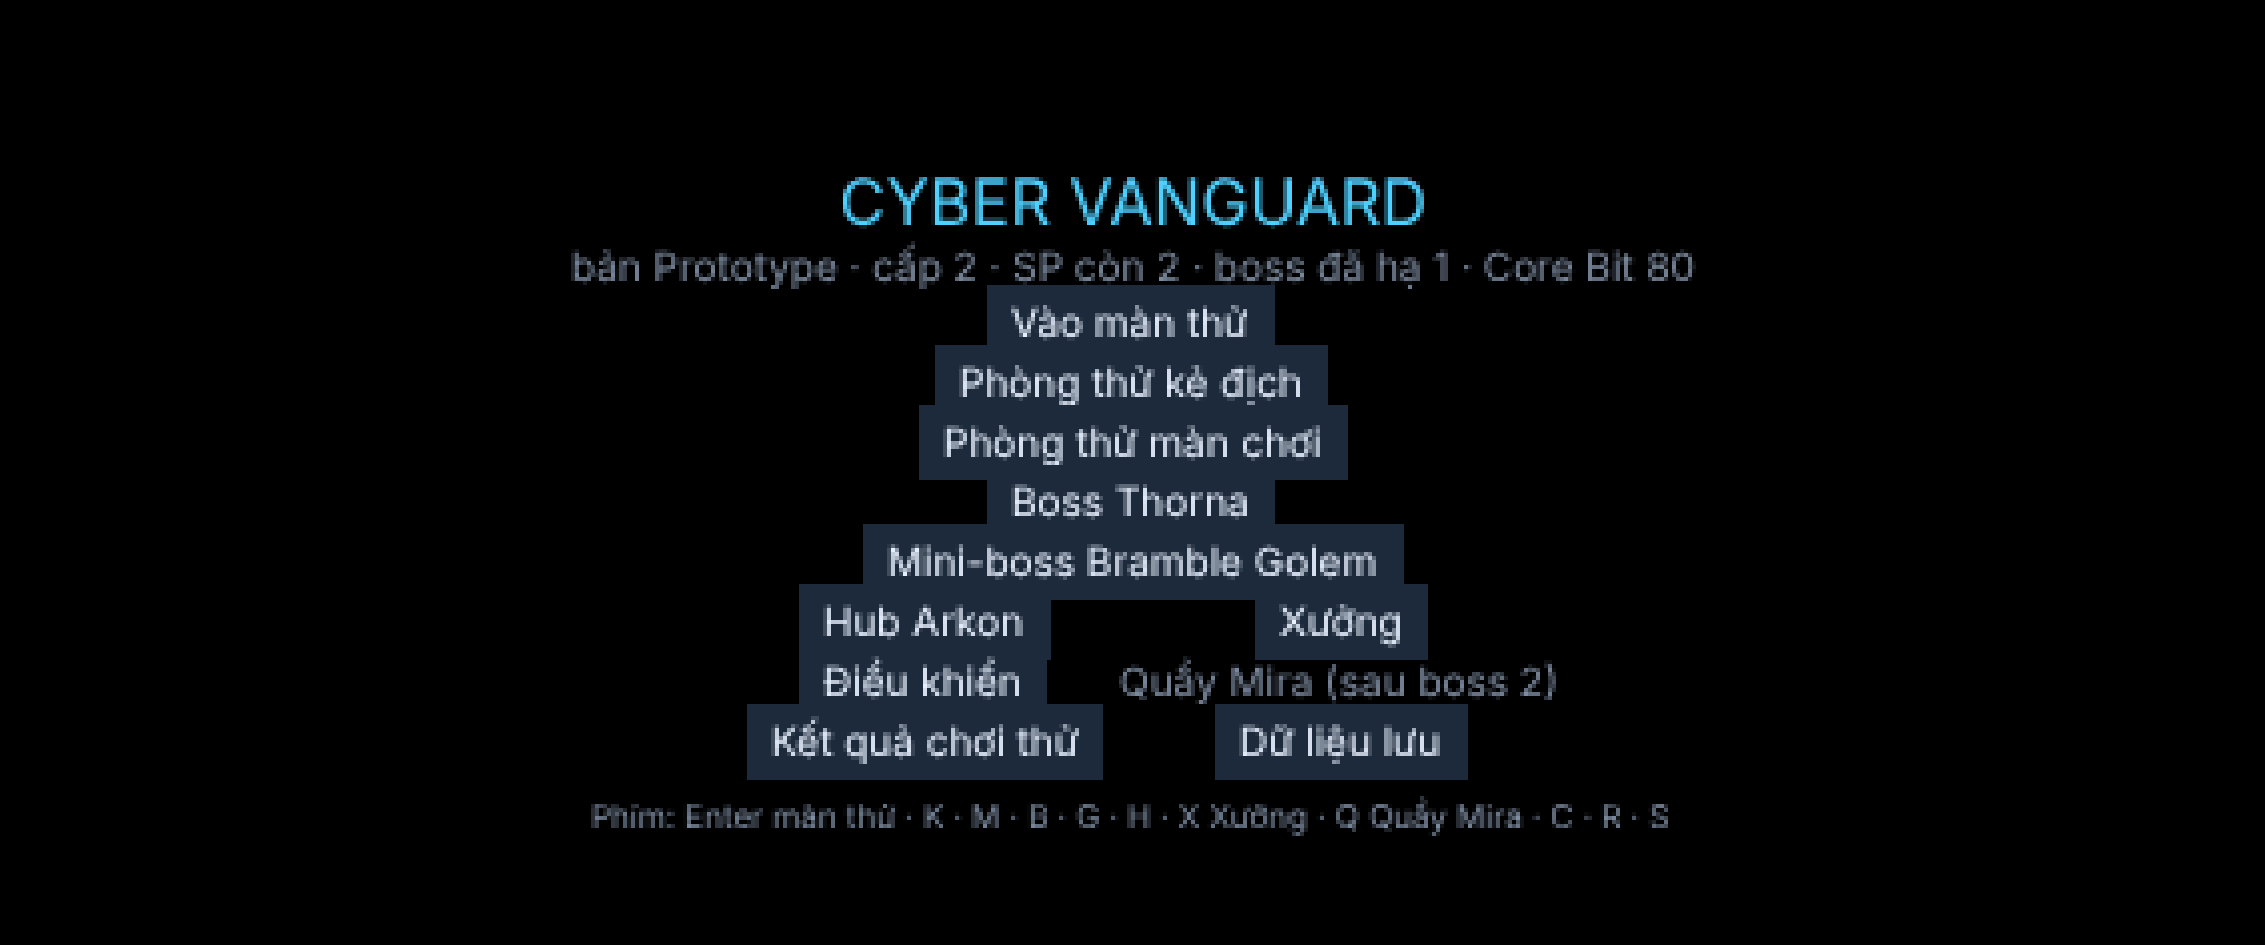 CYBER VANGUARD
bản Prototype · cấp 2 · SP còn 2 · boss đã hạ 1 · Core Bit 80
Vào màn thử
Phòng thử kẻ địch
Phòng thử màn chơi
Boss Thorna
Mini-boss Bramble Golem
Hub Arkon Xưởng
Điều khiển Quầy Mira (sau boss 2)
Kết quả chơi thử Dữ liệu lưu
Phím: Enter màn thử · K · M · B · G · H · X Xưởng · Q Quầy Mira · C · R · S